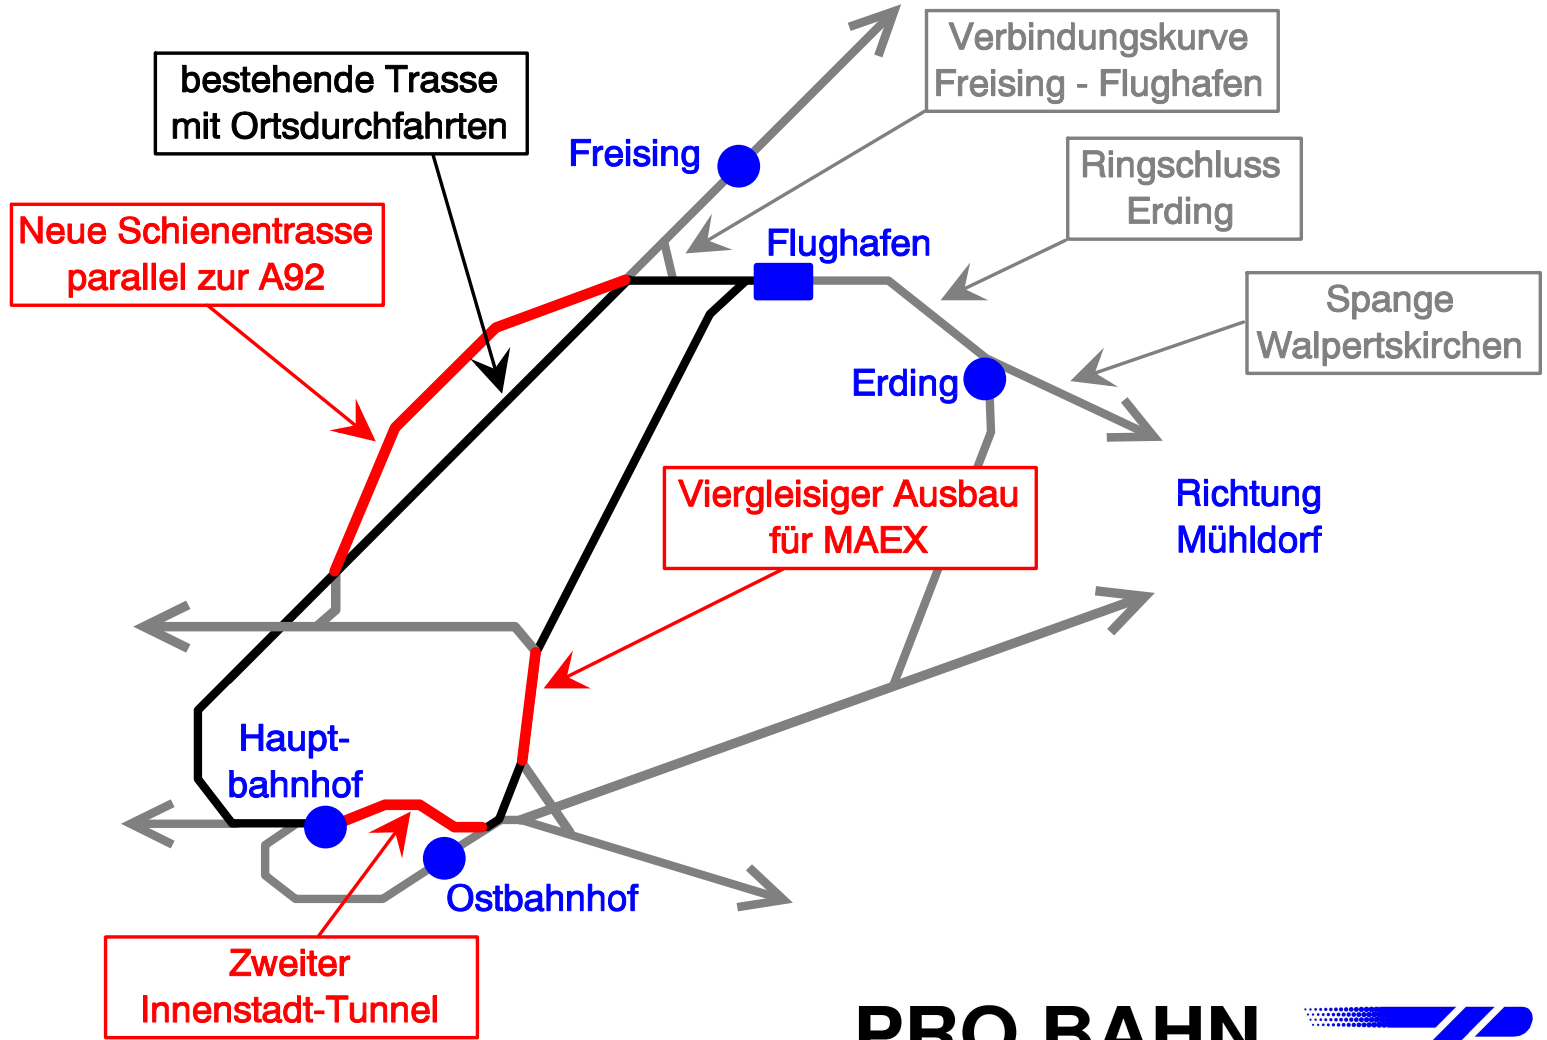 Verbindungskurve
Freising - Flughafen
bestehende Trasse
mit Ortsdurchfahrten
Freising
Ringschluss
Erding
Neue Schienentrasse
parallel zur A92
Flughafen
Spange
Walpertskirchen
Erding
Viergleisiger Ausbau
für MAEX
Richtung
Mühldorf
Haupt-
bahnhof
Ostbahnhof
Zweiter
Innenstadt-Tunnel
PRO BAHN